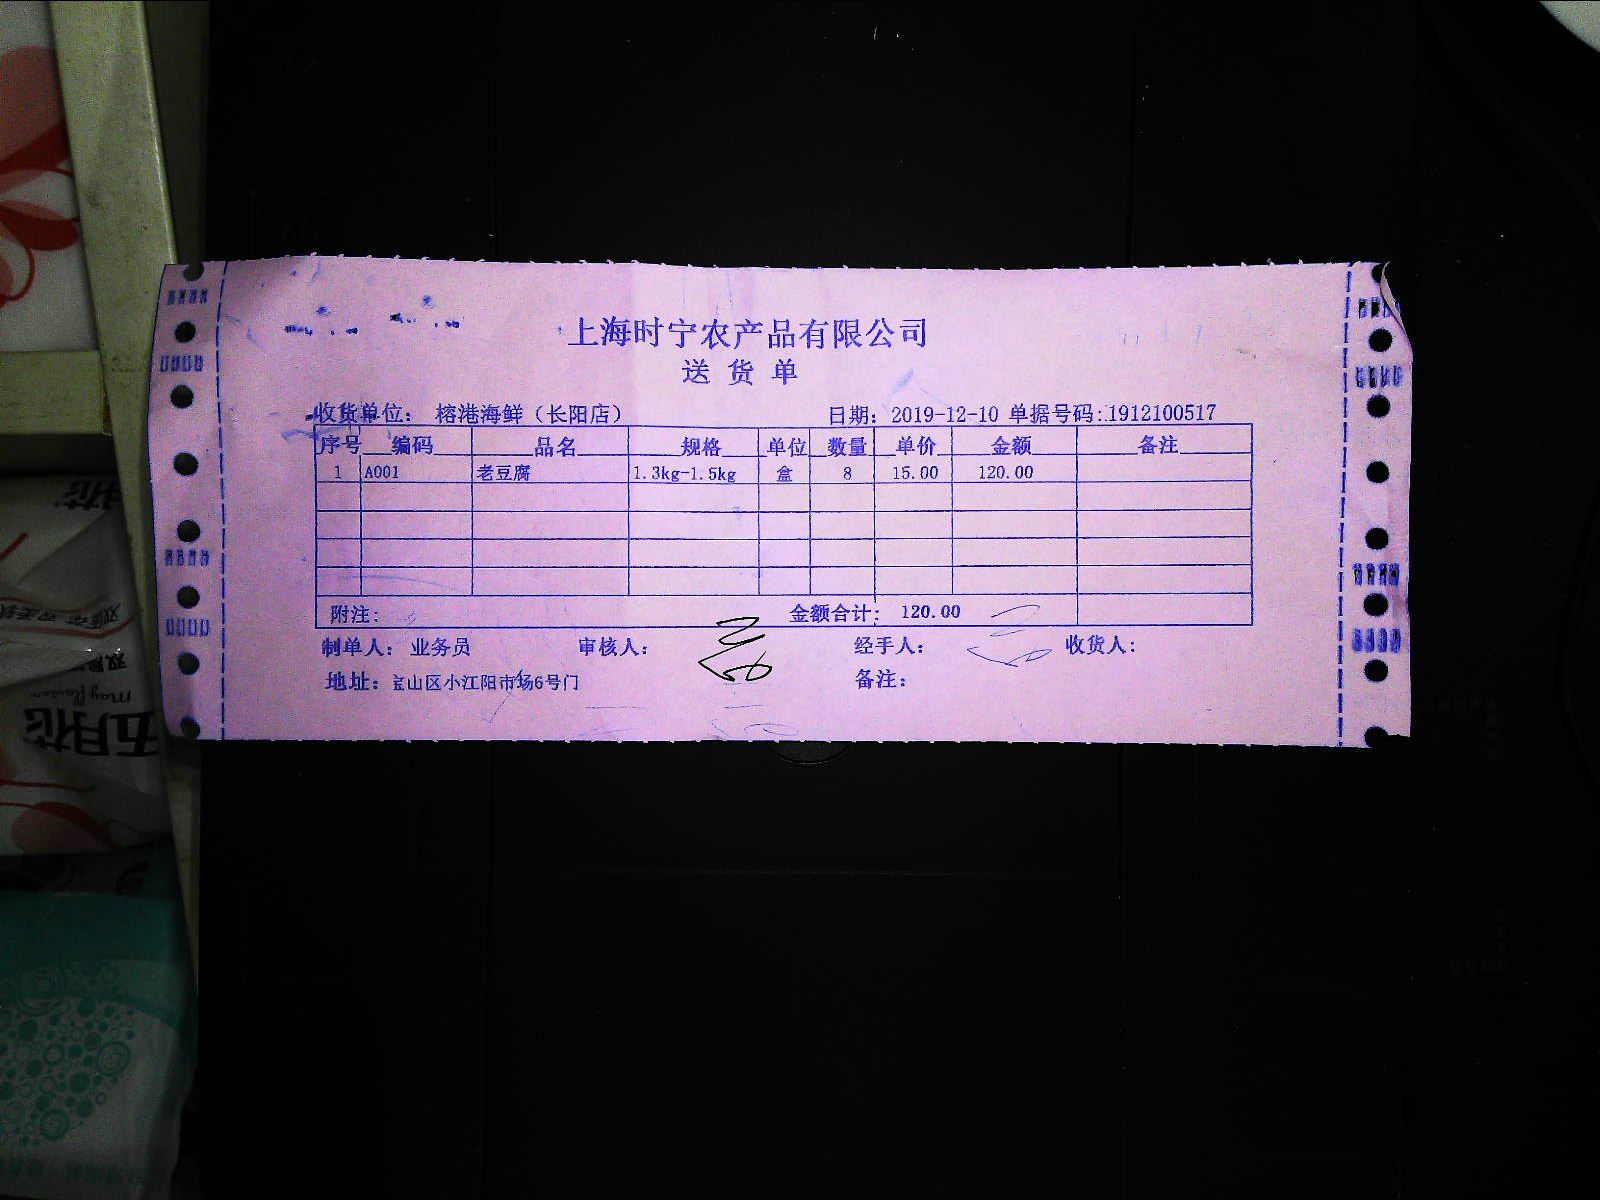 上海时宁农产品有限公司
送货单
收货单位： 榕港海鲜（长阳店） 日期：2019-12-10 单据号码:1912100517
序号 编码 品名 规格 单位 数量 单价 金额 备注
1 A001 老豆腐 1.3kg-1.5kg 盒 8 15.00 120.00
附注： 金额合计： 120.00
制单人： 业务员 审核人： 经手人： 收货人：
地址：宝山区小江阳市场6号门 备注：
花
mayflower
五月花